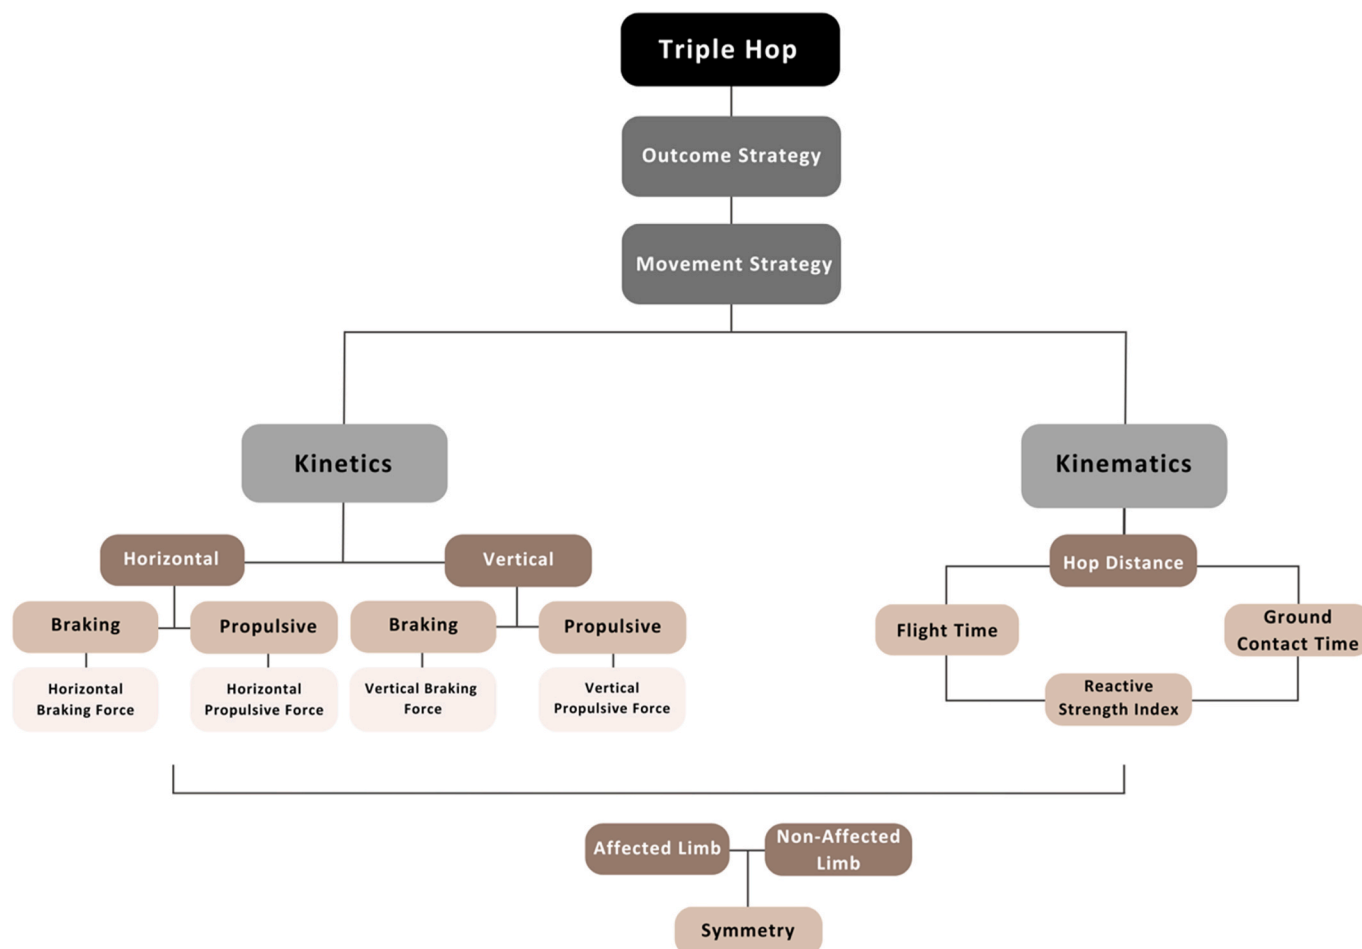 Triple Hop
Outcome Strategy
Movement Strategy
Kinetics
Kinematics
Horizontal
Vertical
Hop Distance
Braking
Propulsive
Braking
Propulsive
Flight Time
Ground
Contact Time
Horizontal
Braking Force
Horizontal
Propulsive Force
Vertical Braking
Force
Vertical
Propulsive Force
Reactive
Strength Index
Affected Limb
Non-Affected
Limb
Symmetry